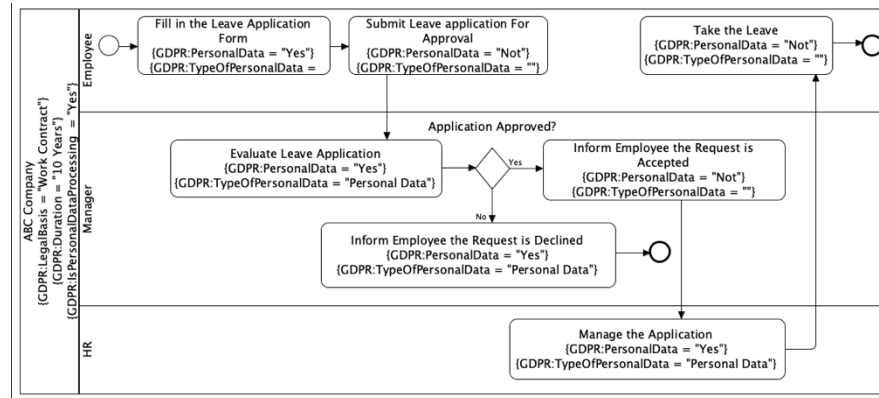 ABC Company
{GDPR:LegalBasis = "Work Contract"}
{GDPR:Duration = "10 Years"}
{GDPR:IsPersonalDataProcessing = "Yes"}
Employee
Fill in the Leave Application
Form
{GDPR:PersonalData = "Yes"}
{GDPR:TypeOfPersonalData =
Submit Leave application For
Approval
{GDPR:PersonalData = "Not"}
{GDPR:TypeOfPersonalData = ""}
Take the Leave
{GDPR:PersonalData = "Not"}
{GDPR:TypeOfPersonalData = ""}
Manager
Application Approved?
Evaluate Leave Application
{GDPR:PersonalData = "Yes"}
{GDPR:TypeOfPersonalData = "Personal Data"}
Yes
Inform Employee the Request is
Accepted
{GDPR:PersonalData = "Not"}
{GDPR:TypeOfPersonalData = ""}
No
Inform Employee the Request is Declined
{GDPR:PersonalData = "Yes"}
{GDPR:TypeOfPersonalData = "Personal Data"}
HR
Manage the Application
{GDPR:PersonalData = "Yes"}
{GDPR:TypeOfPersonalData = "Personal Data"}